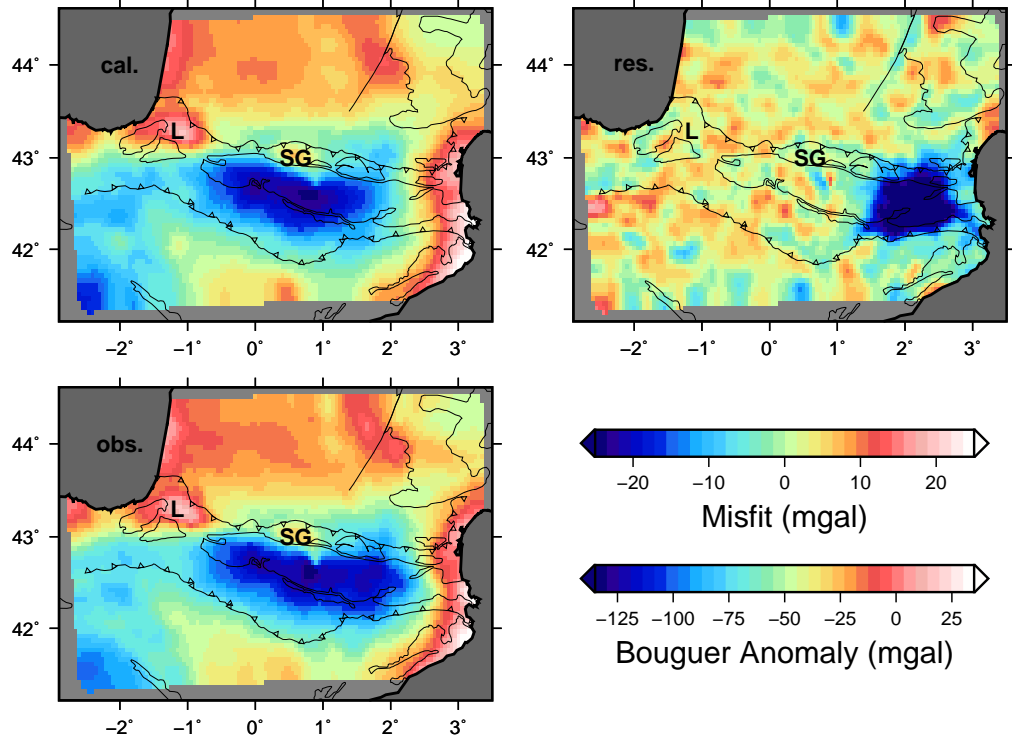 cal.
L
SG
44˚
43˚
42˚
−2˚ −1˚ 0˚ 1˚ 2˚ 3˚
res.
L
SG
44˚
43˚
42˚
−2˚ −1˚ 0˚ 1˚ 2˚ 3˚
obs.
L
SG
44˚
43˚
42˚
−2˚ −1˚ 0˚ 1˚ 2˚ 3˚
−20 −10 0 10 20
Misfit (mgal)
−125 −100 −75 −50 −25 0 25
Bouguer Anomaly (mgal)